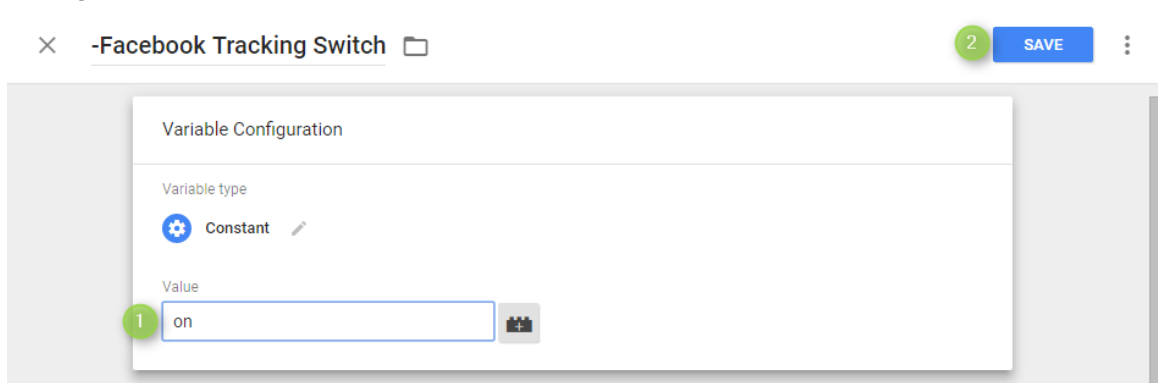 -Facebook Tracking Switch
2 SAVE
Variable Configuration
Variable type
Constant
Value
1 on